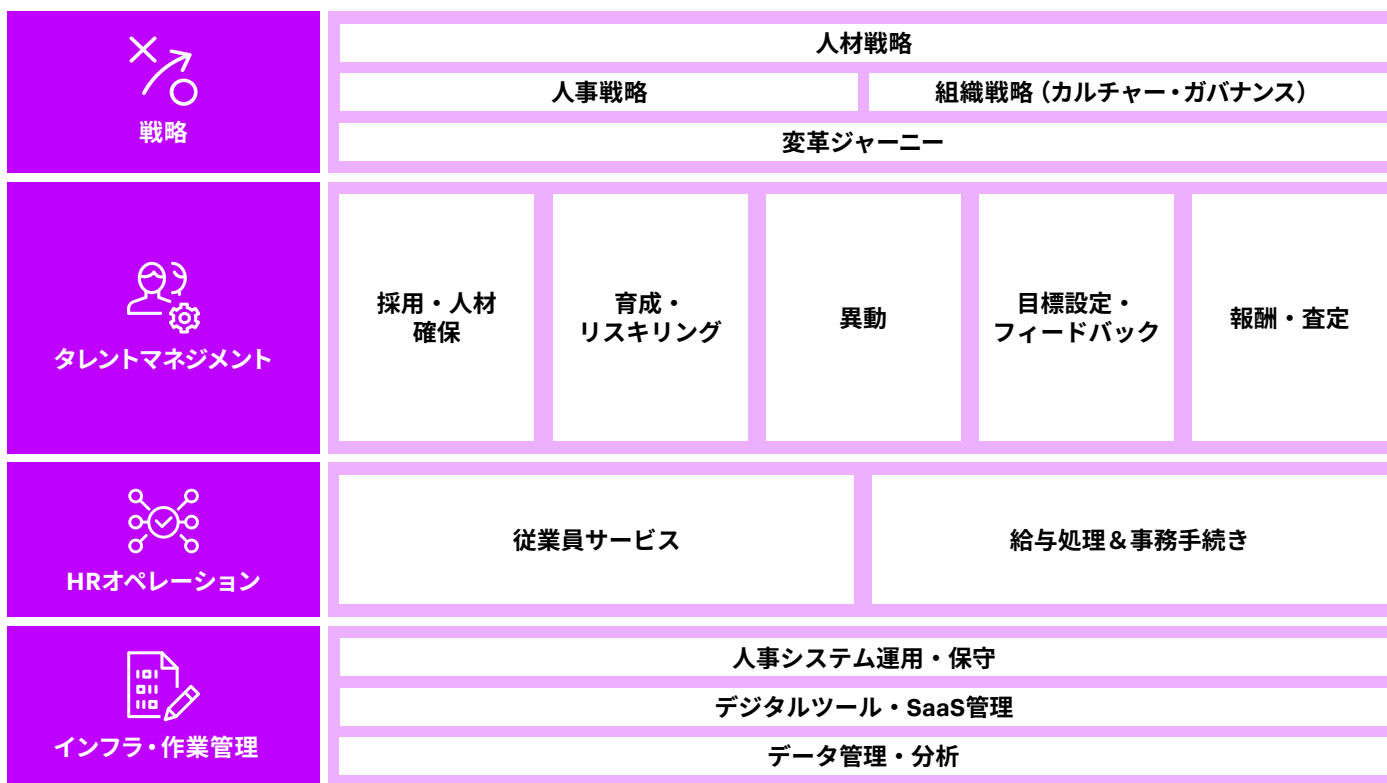 戦略
人材戦略
人事戦略
組織戦略（カルチャー・ガバナンス）
変革ジャーニー
タレントマネジメント
採用・人材
確保
育成・
リスキリング
異動
目標設定・
フィードバック
報酬・査定
HRオペレーション
従業員サービス
給与処理＆事務手続き
インフラ・作業管理
人事システム運用・保守
デジタルツール・SaaS管理
データ管理・分析